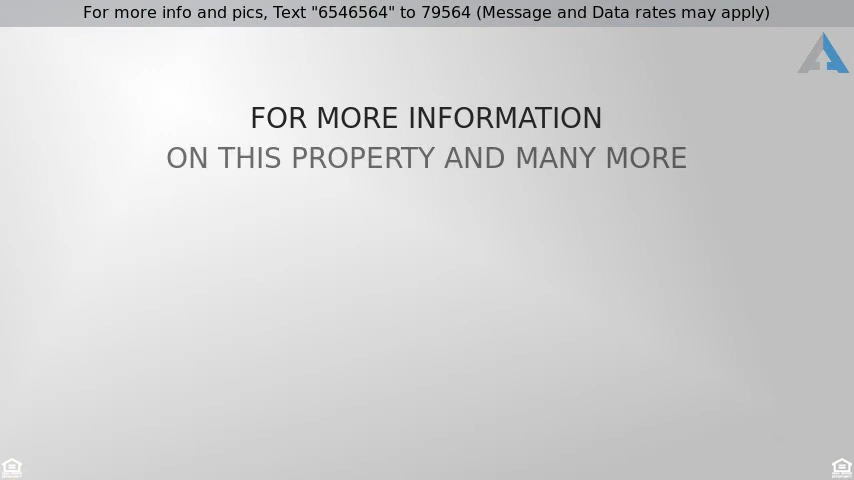 For more info and pics, Text "6546564" to 79564 (Message and Data rates may apply)
FOR MORE INFORMATION
ON THIS PROPERTY AND MANY MORE